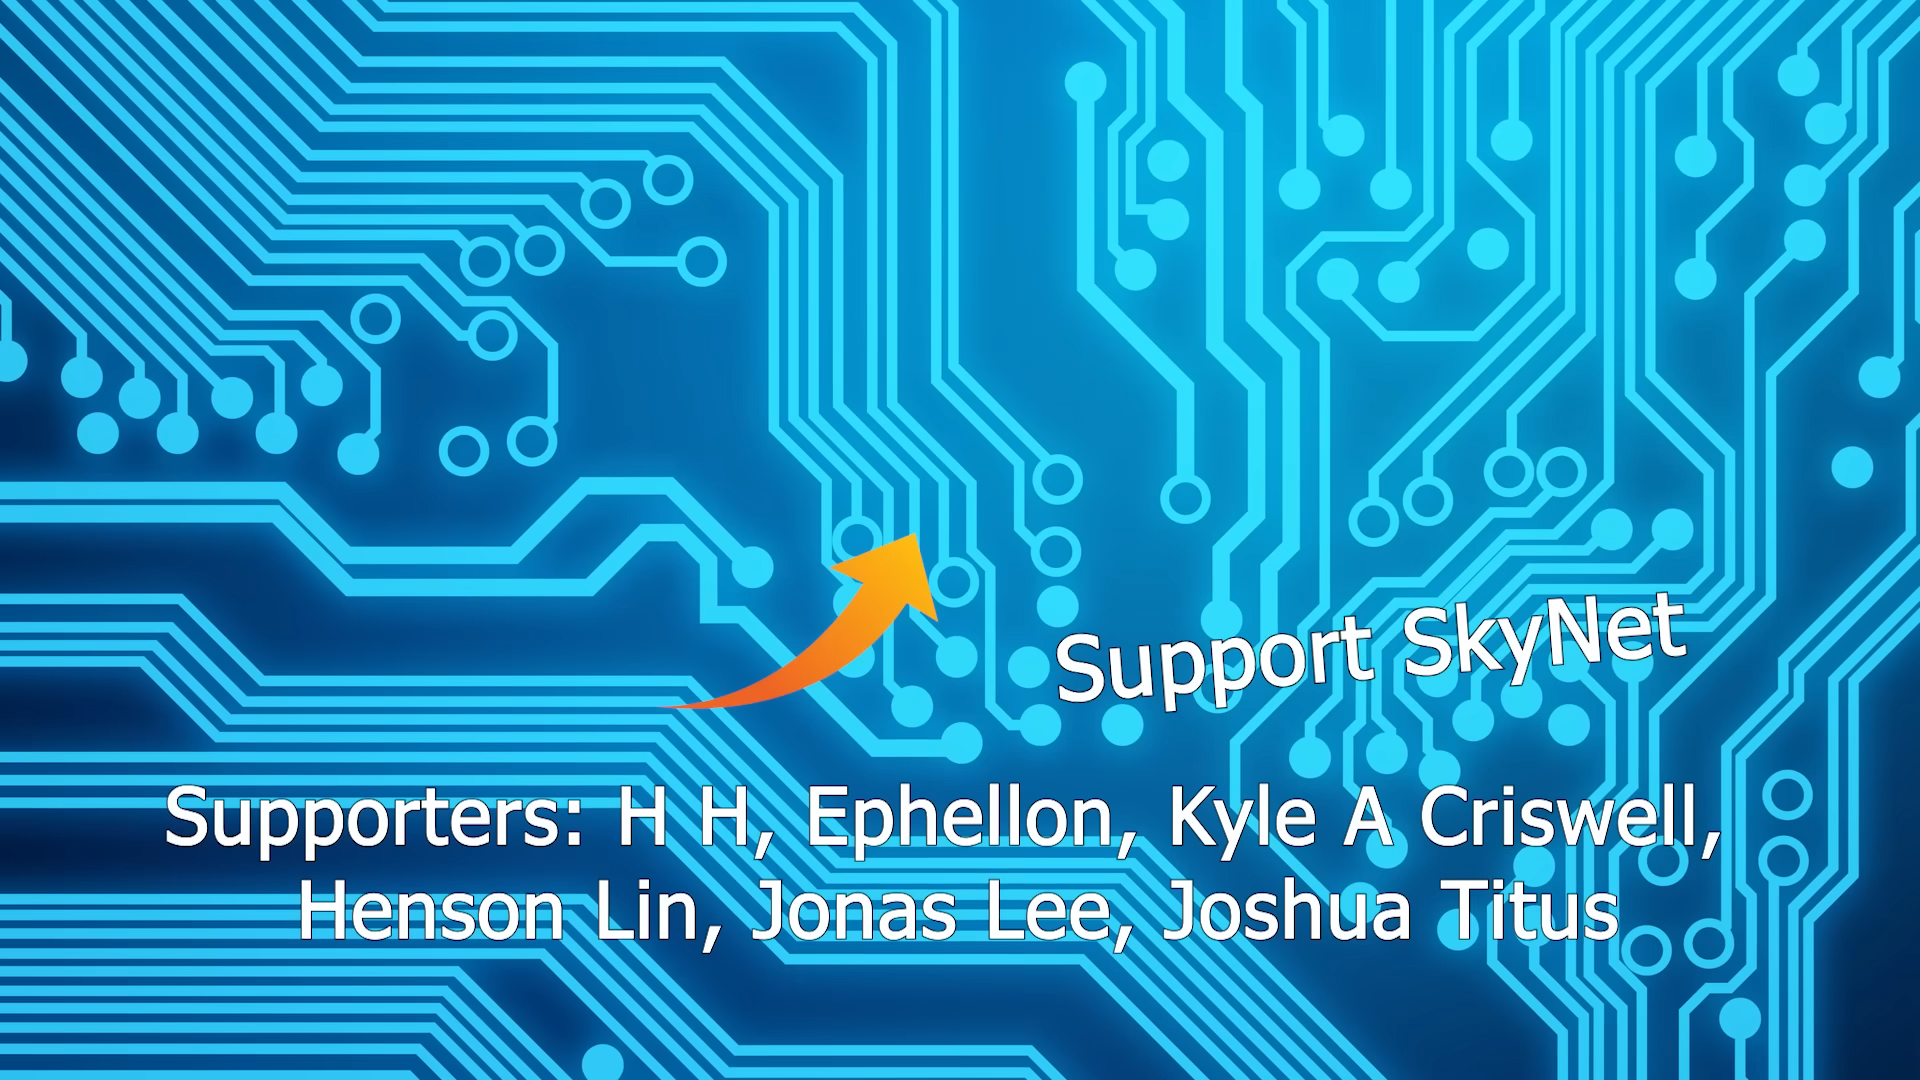 Support SkyNet
Supporters: H H, Ephellon, Kyle A Criswell,
Henson Lin, Jonas Lee, Joshua Titus